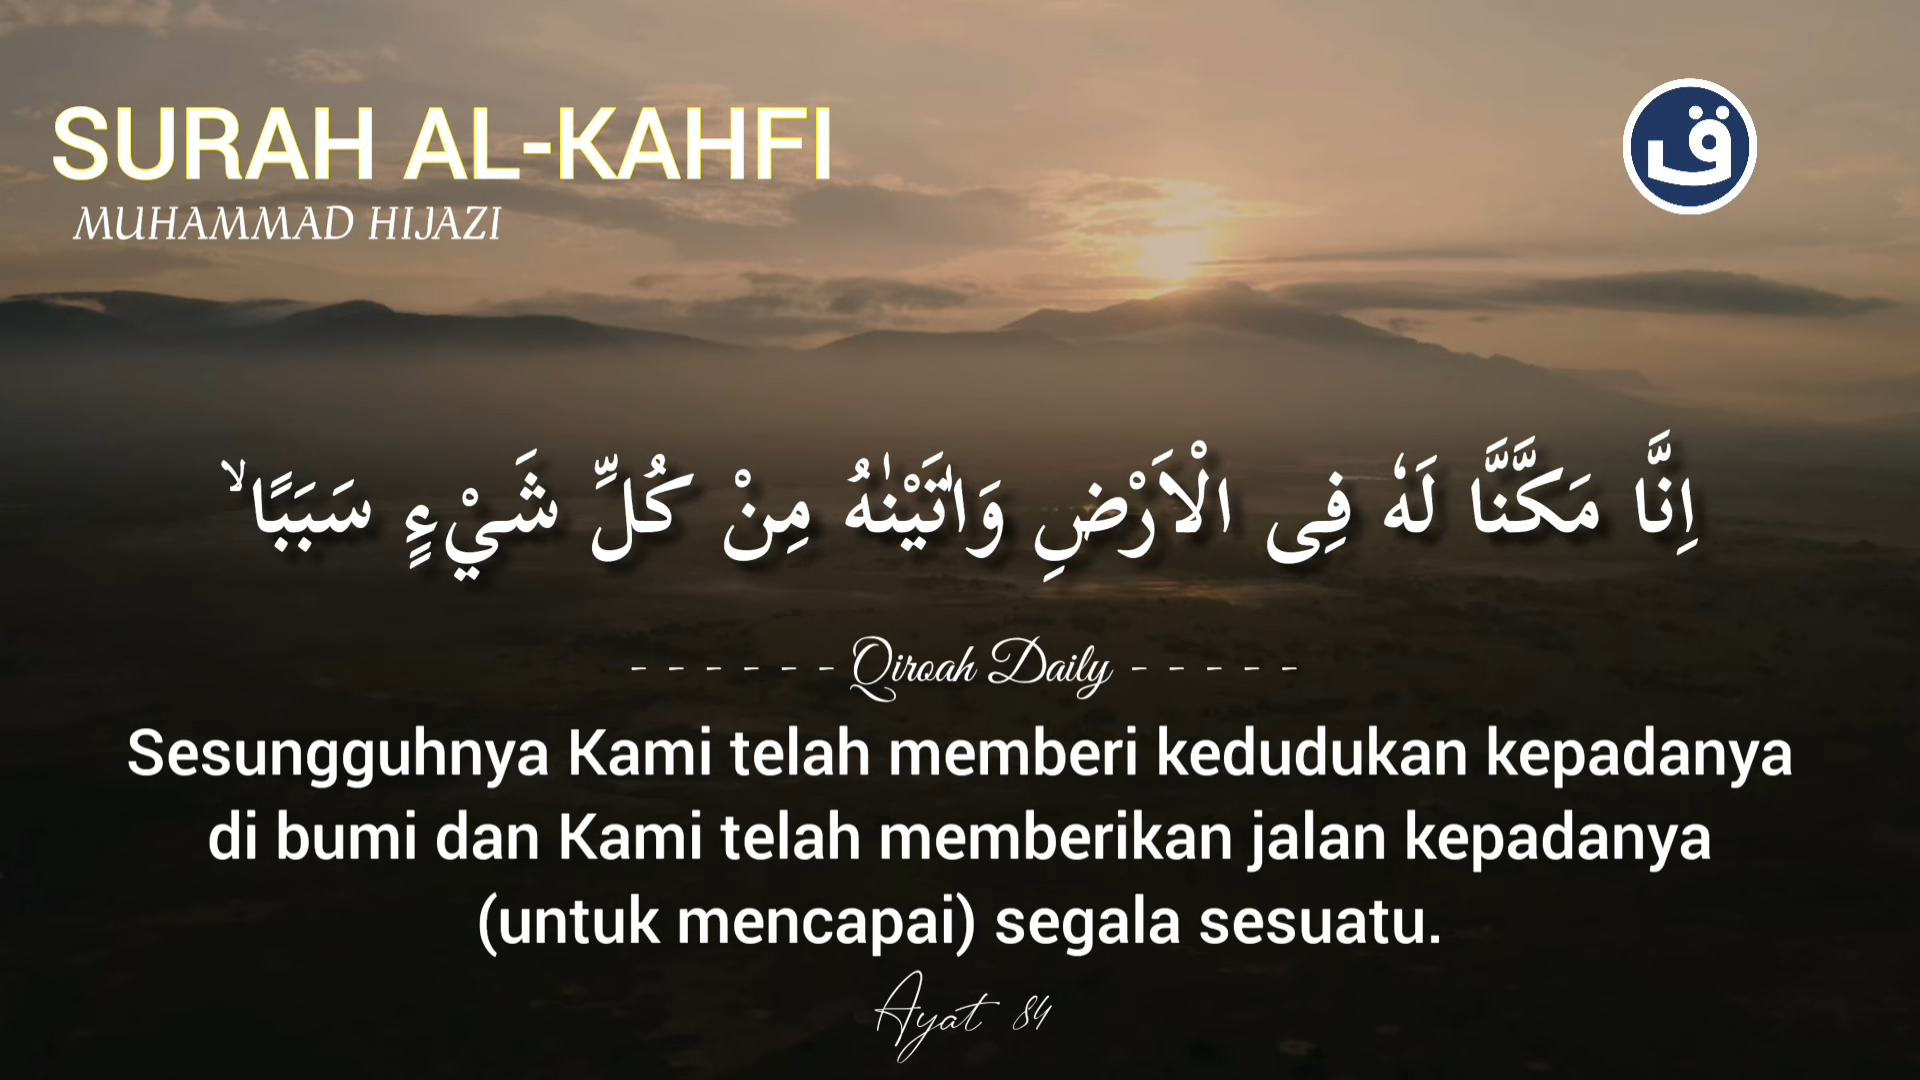 SURAH AL-KAHFI
MUHAMMAD HIJAZI
ق
اِنَّا مَكَّنَّا لَهٗ فِى الْاَرْضِ وَاٰتَيْنٰهُ مِنْ كُلِّ شَيْءٍ سَبَبًا ۙ
- - - - - - Qiroah Daily - - - - -
Sesungguhnya Kami telah memberi kedudukan kepadanya
di bumi dan Kami telah memberikan jalan kepadanya
(untuk mencapai) segala sesuatu.
Ayat 84